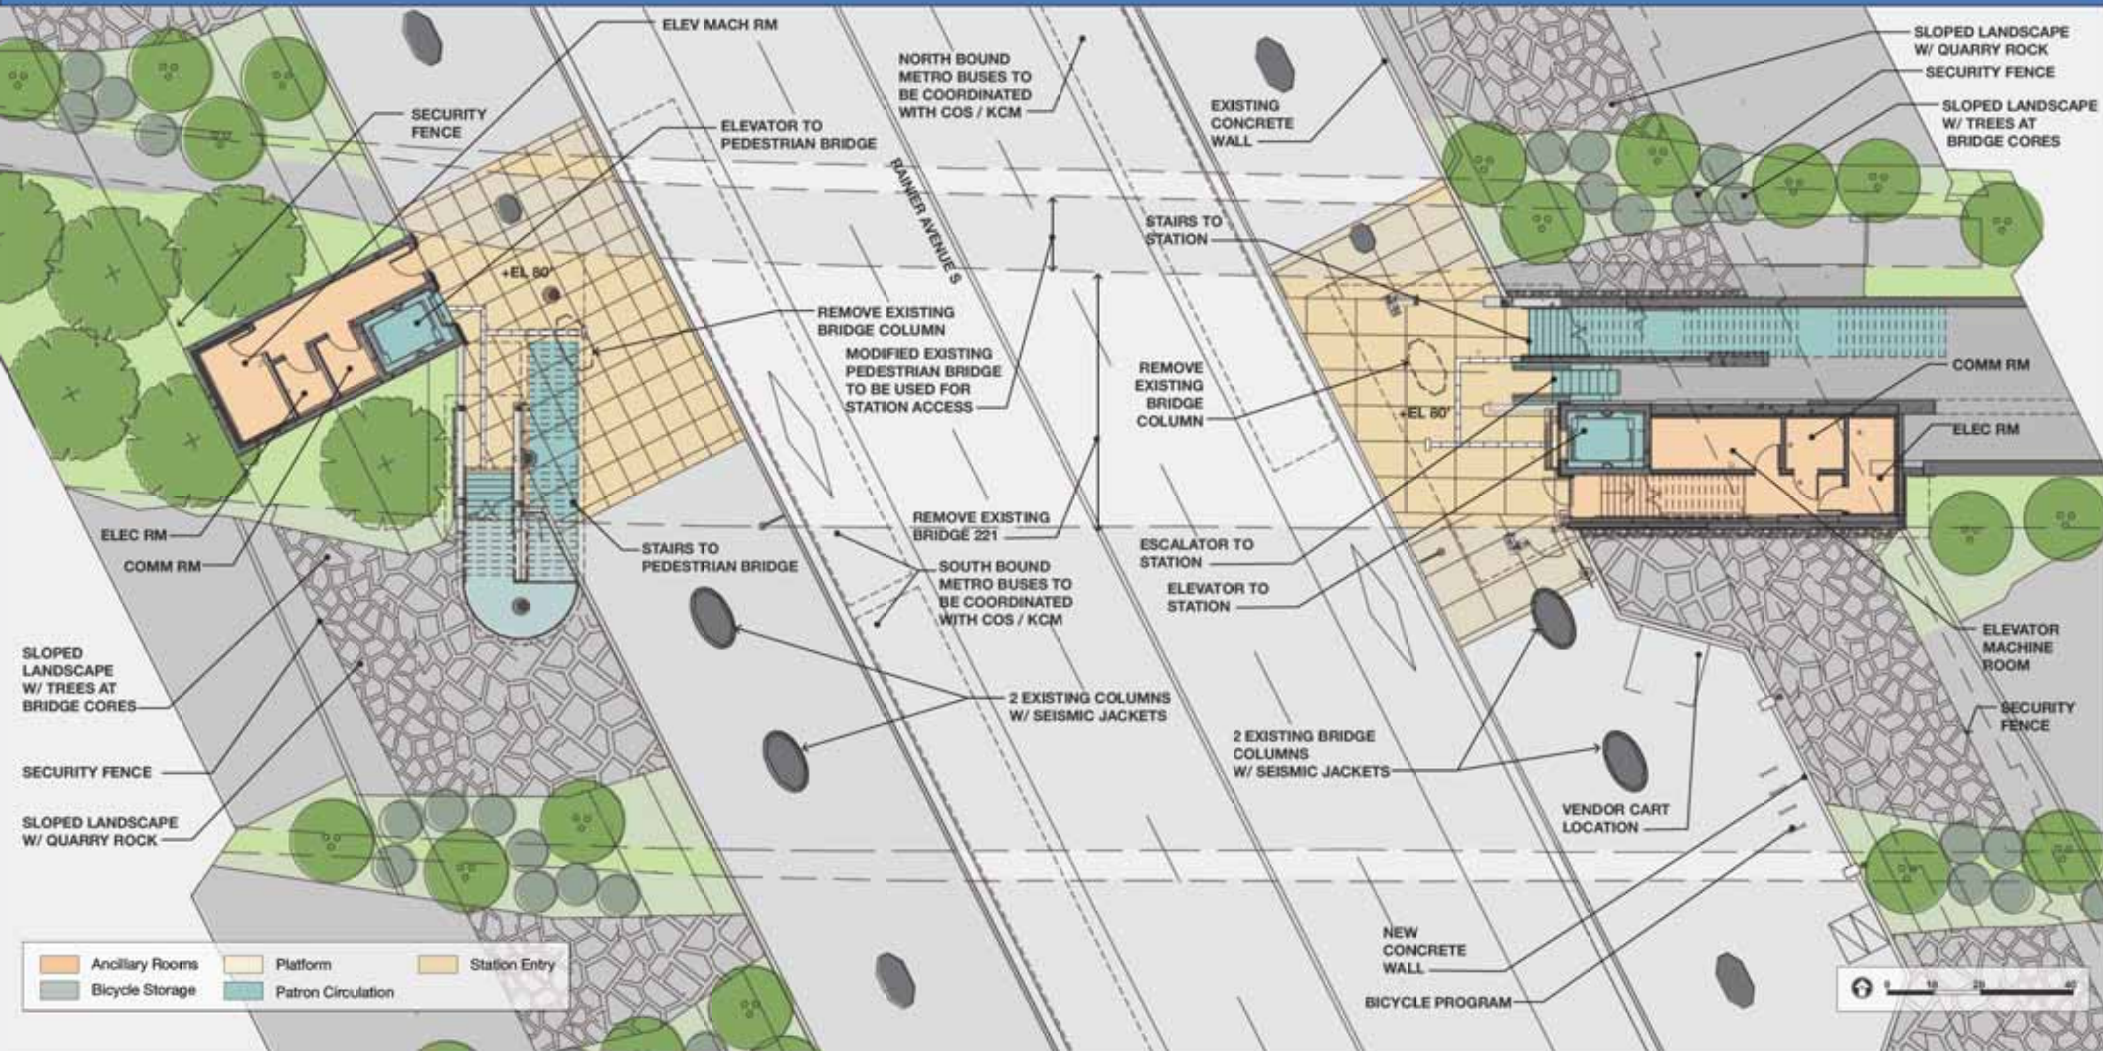 ELEV MACH RM
SECURITY
FENCE
ELEVATOR TO
PEDESTRIAN BRIDGE
NORTH BOUND
METRO BUSES TO
BE COORDINATED
WITH COS / KCM
EXISTING
CONCRETE
WALL
SLOPED LANDSCAPE
W/ QUARRY ROCK
SECURITY FENCE
SLOPED LANDSCAPE
W/ TREES AT
BRIDGE CORES
RAINIER AVENUE S
STAIRS TO
STATION
+EL 80'
REMOVE EXISTING
BRIDGE COLUMN
MODIFIED EXISTING
PEDESTRIAN BRIDGE
TO BE USED FOR
STATION ACCESS
REMOVE
EXISTING
BRIDGE
COLUMN
+EL 80'
COMM RM
ELEC RM
ELEC RM
COMM RM
STAIRS TO
PEDESTRIAN BRIDGE
REMOVE EXISTING
BRIDGE 221
SOUTH BOUND
METRO BUSES TO
BE COORDINATED
WITH COS / KCM
ESCALATOR TO
STATION
ELEVATOR TO
STATION
ELEVATOR
MACHINE
ROOM
SECURITY
FENCE
SLOPED
LANDSCAPE
W/ TREES AT
BRIDGE CORES
SECURITY FENCE
SLOPED LANDSCAPE
W/ QUARRY ROCK
2 EXISTING COLUMNS
W/ SEISMIC JACKETS
2 EXISTING BRIDGE
COLUMNS
W/ SEISMIC JACKETS
VENDOR CART
LOCATION
NEW
CONCRETE
WALL
BICYCLE PROGRAM
Ancillary Rooms
Platform
Station Entry
Bicycle Storage
Patron Circulation
0 10 20 40